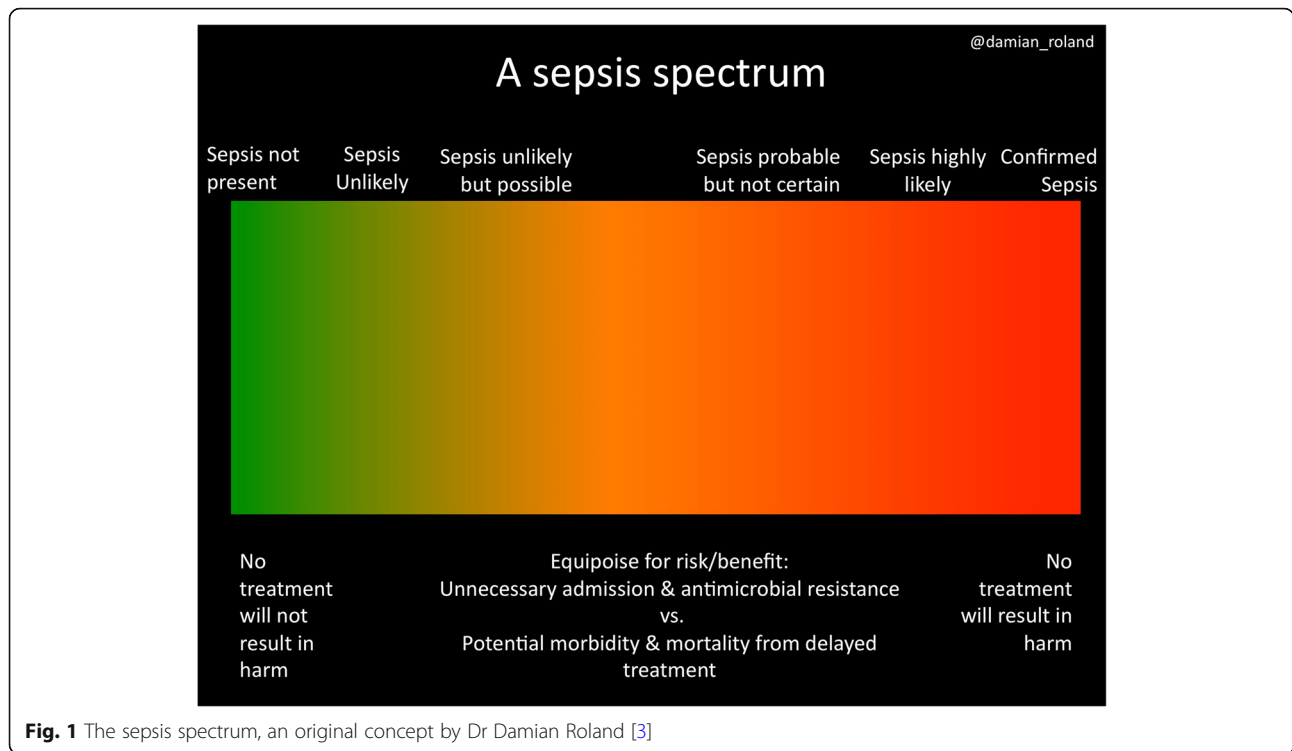 @damian_roland
A sepsis spectrum
Sepsis not
present
Sepsis
Unlikely
Sepsis unlikely
but possible
Sepsis probable
but not certain
Sepsis highly
likely
Confirmed
Sepsis
No
treatment
will not
result in
harm
Equipoise for risk/benefit:
Unnecessary admission & antimicrobial resistance
vs.
Potential morbidity & mortality from delayed
treatment
No
treatment
will result in
harm
Fig. 1 The sepsis spectrum, an original concept by Dr Damian Roland [3]